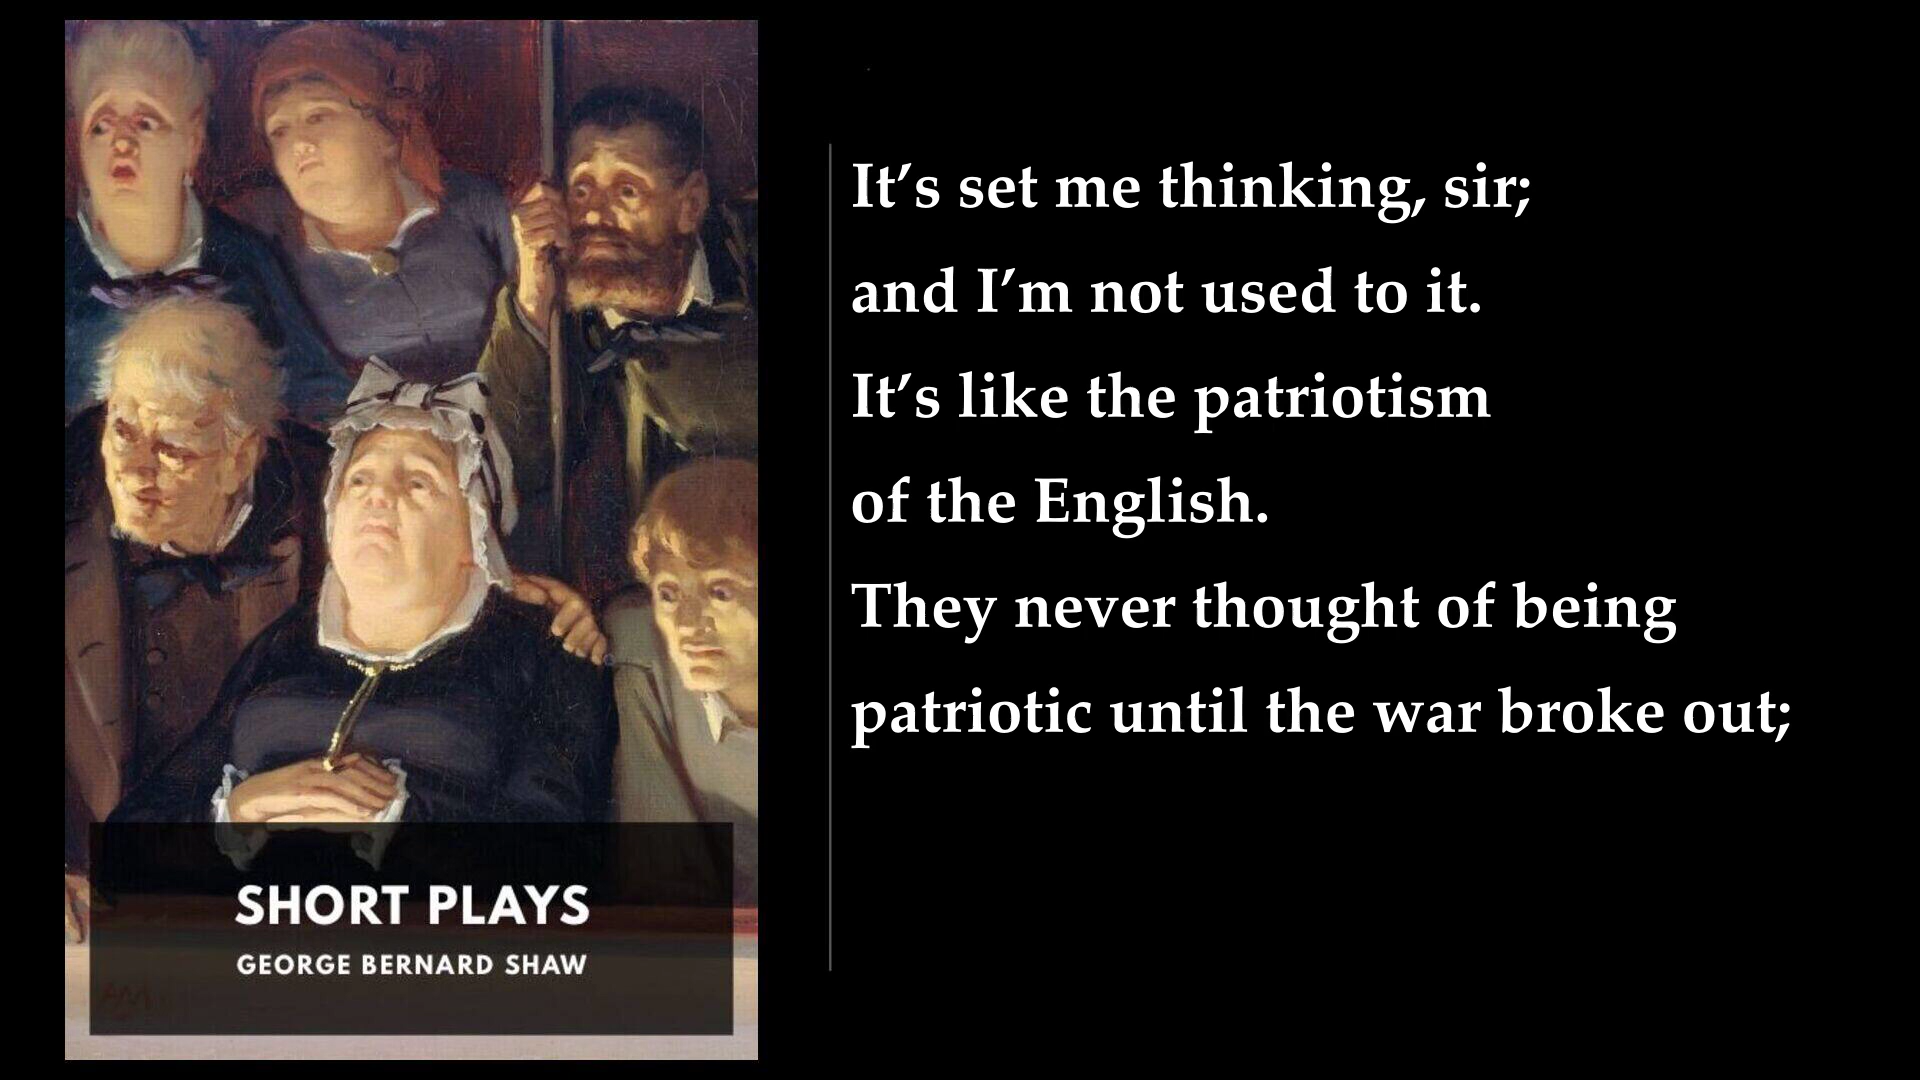 It’s set me thinking, sir;
and I’m not used to it.
It’s like the patriotism
of the English.
They never thought of being
patriotic until the war broke out;
SHORT PLAYS
GEORGE BERNARD SHAW